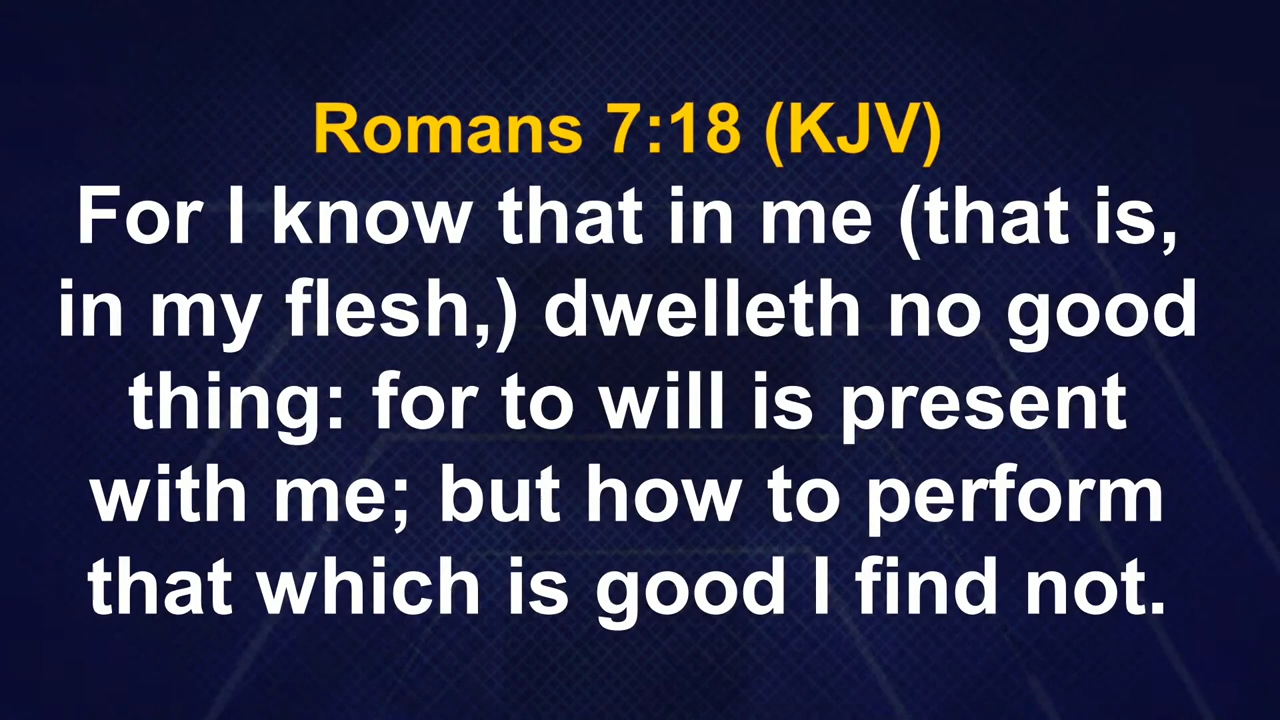 Romans 7:18 (KJV)
For I know that in me (that is,
in my flesh,) dwelleth no good
thing: for to will is present
with me; but how to perform
that which is good I find not.